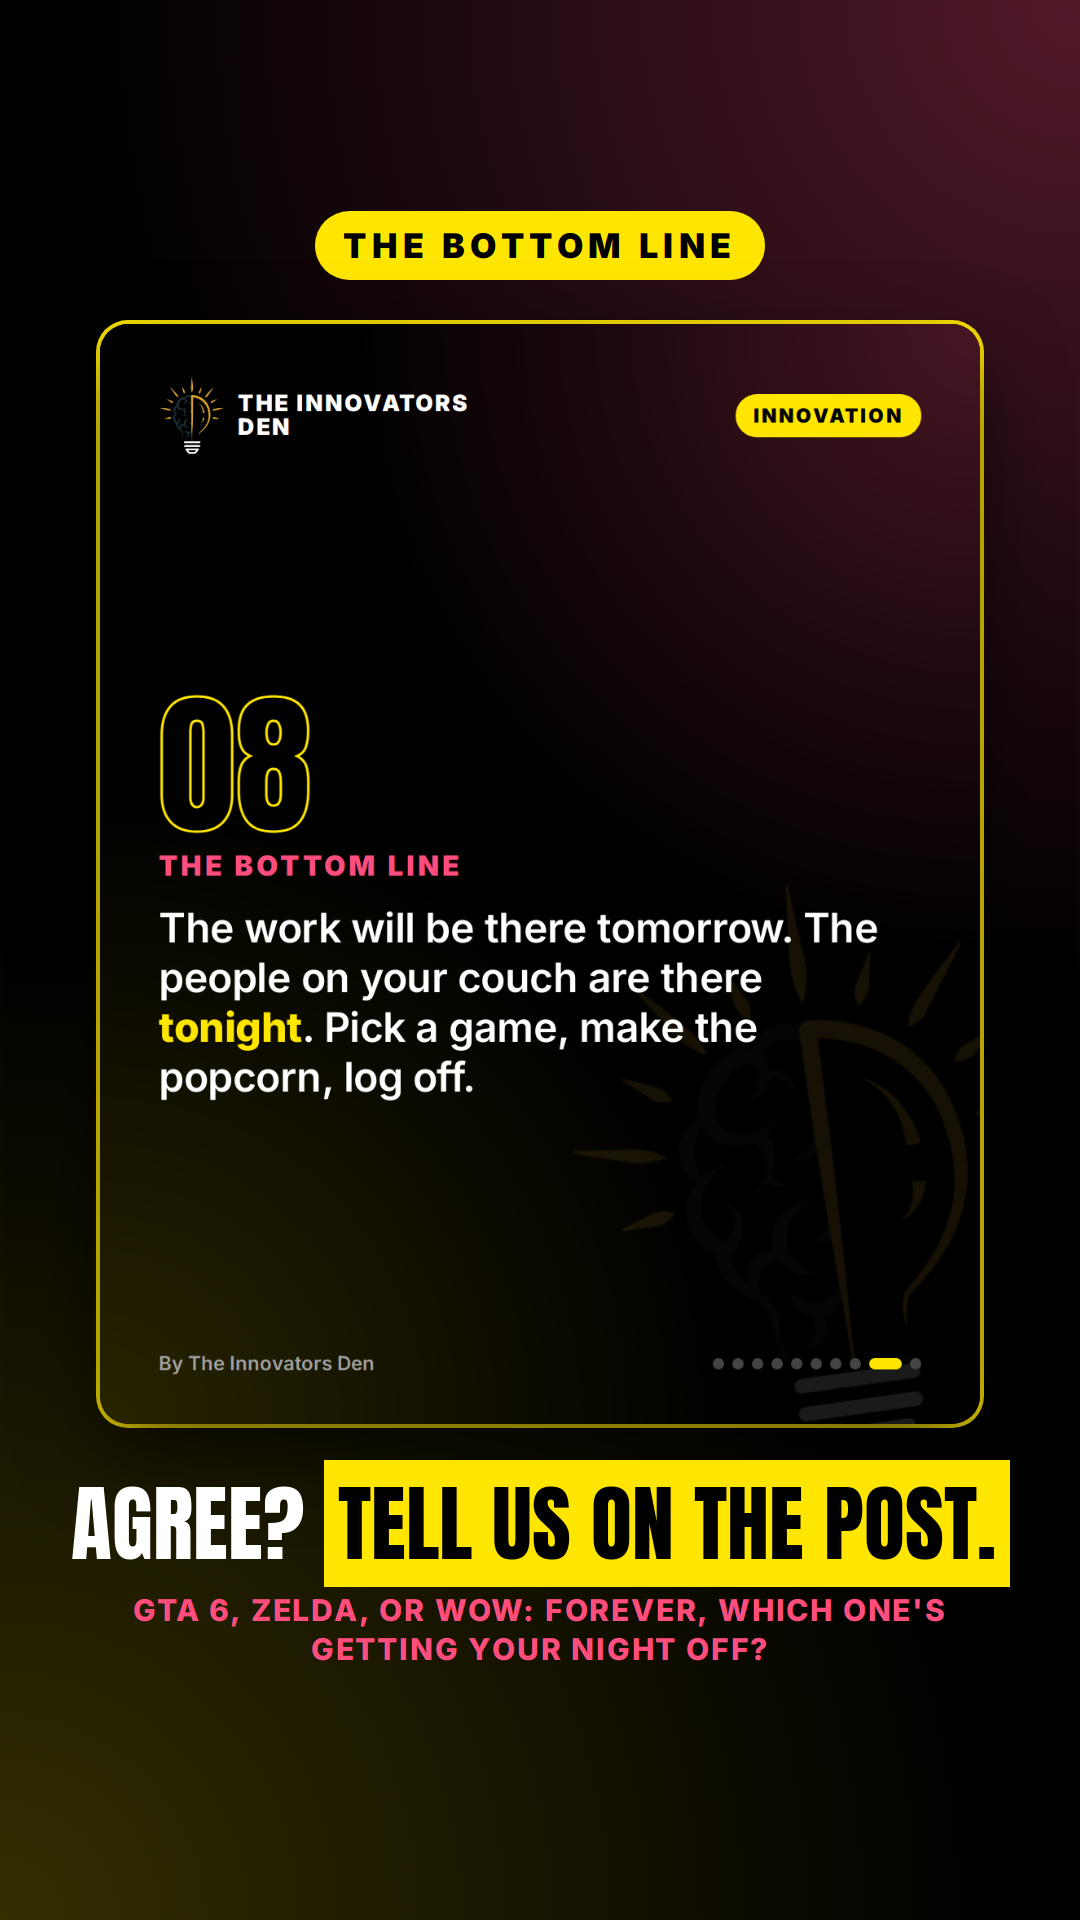 THE BOTTOM LINE
THE INNOVATORS
DEN
INNOVATION
08
THE BOTTOM LINE
The work will be there tomorrow. The
people on your couch are there
tonight. Pick a game, make the
popcorn, log off.
By The Innovators Den
AGREE? TELL US ON THE POST.
GTA 6, ZELDA, OR WOW: FOREVER, WHICH ONE'S
GETTING YOUR NIGHT OFF?